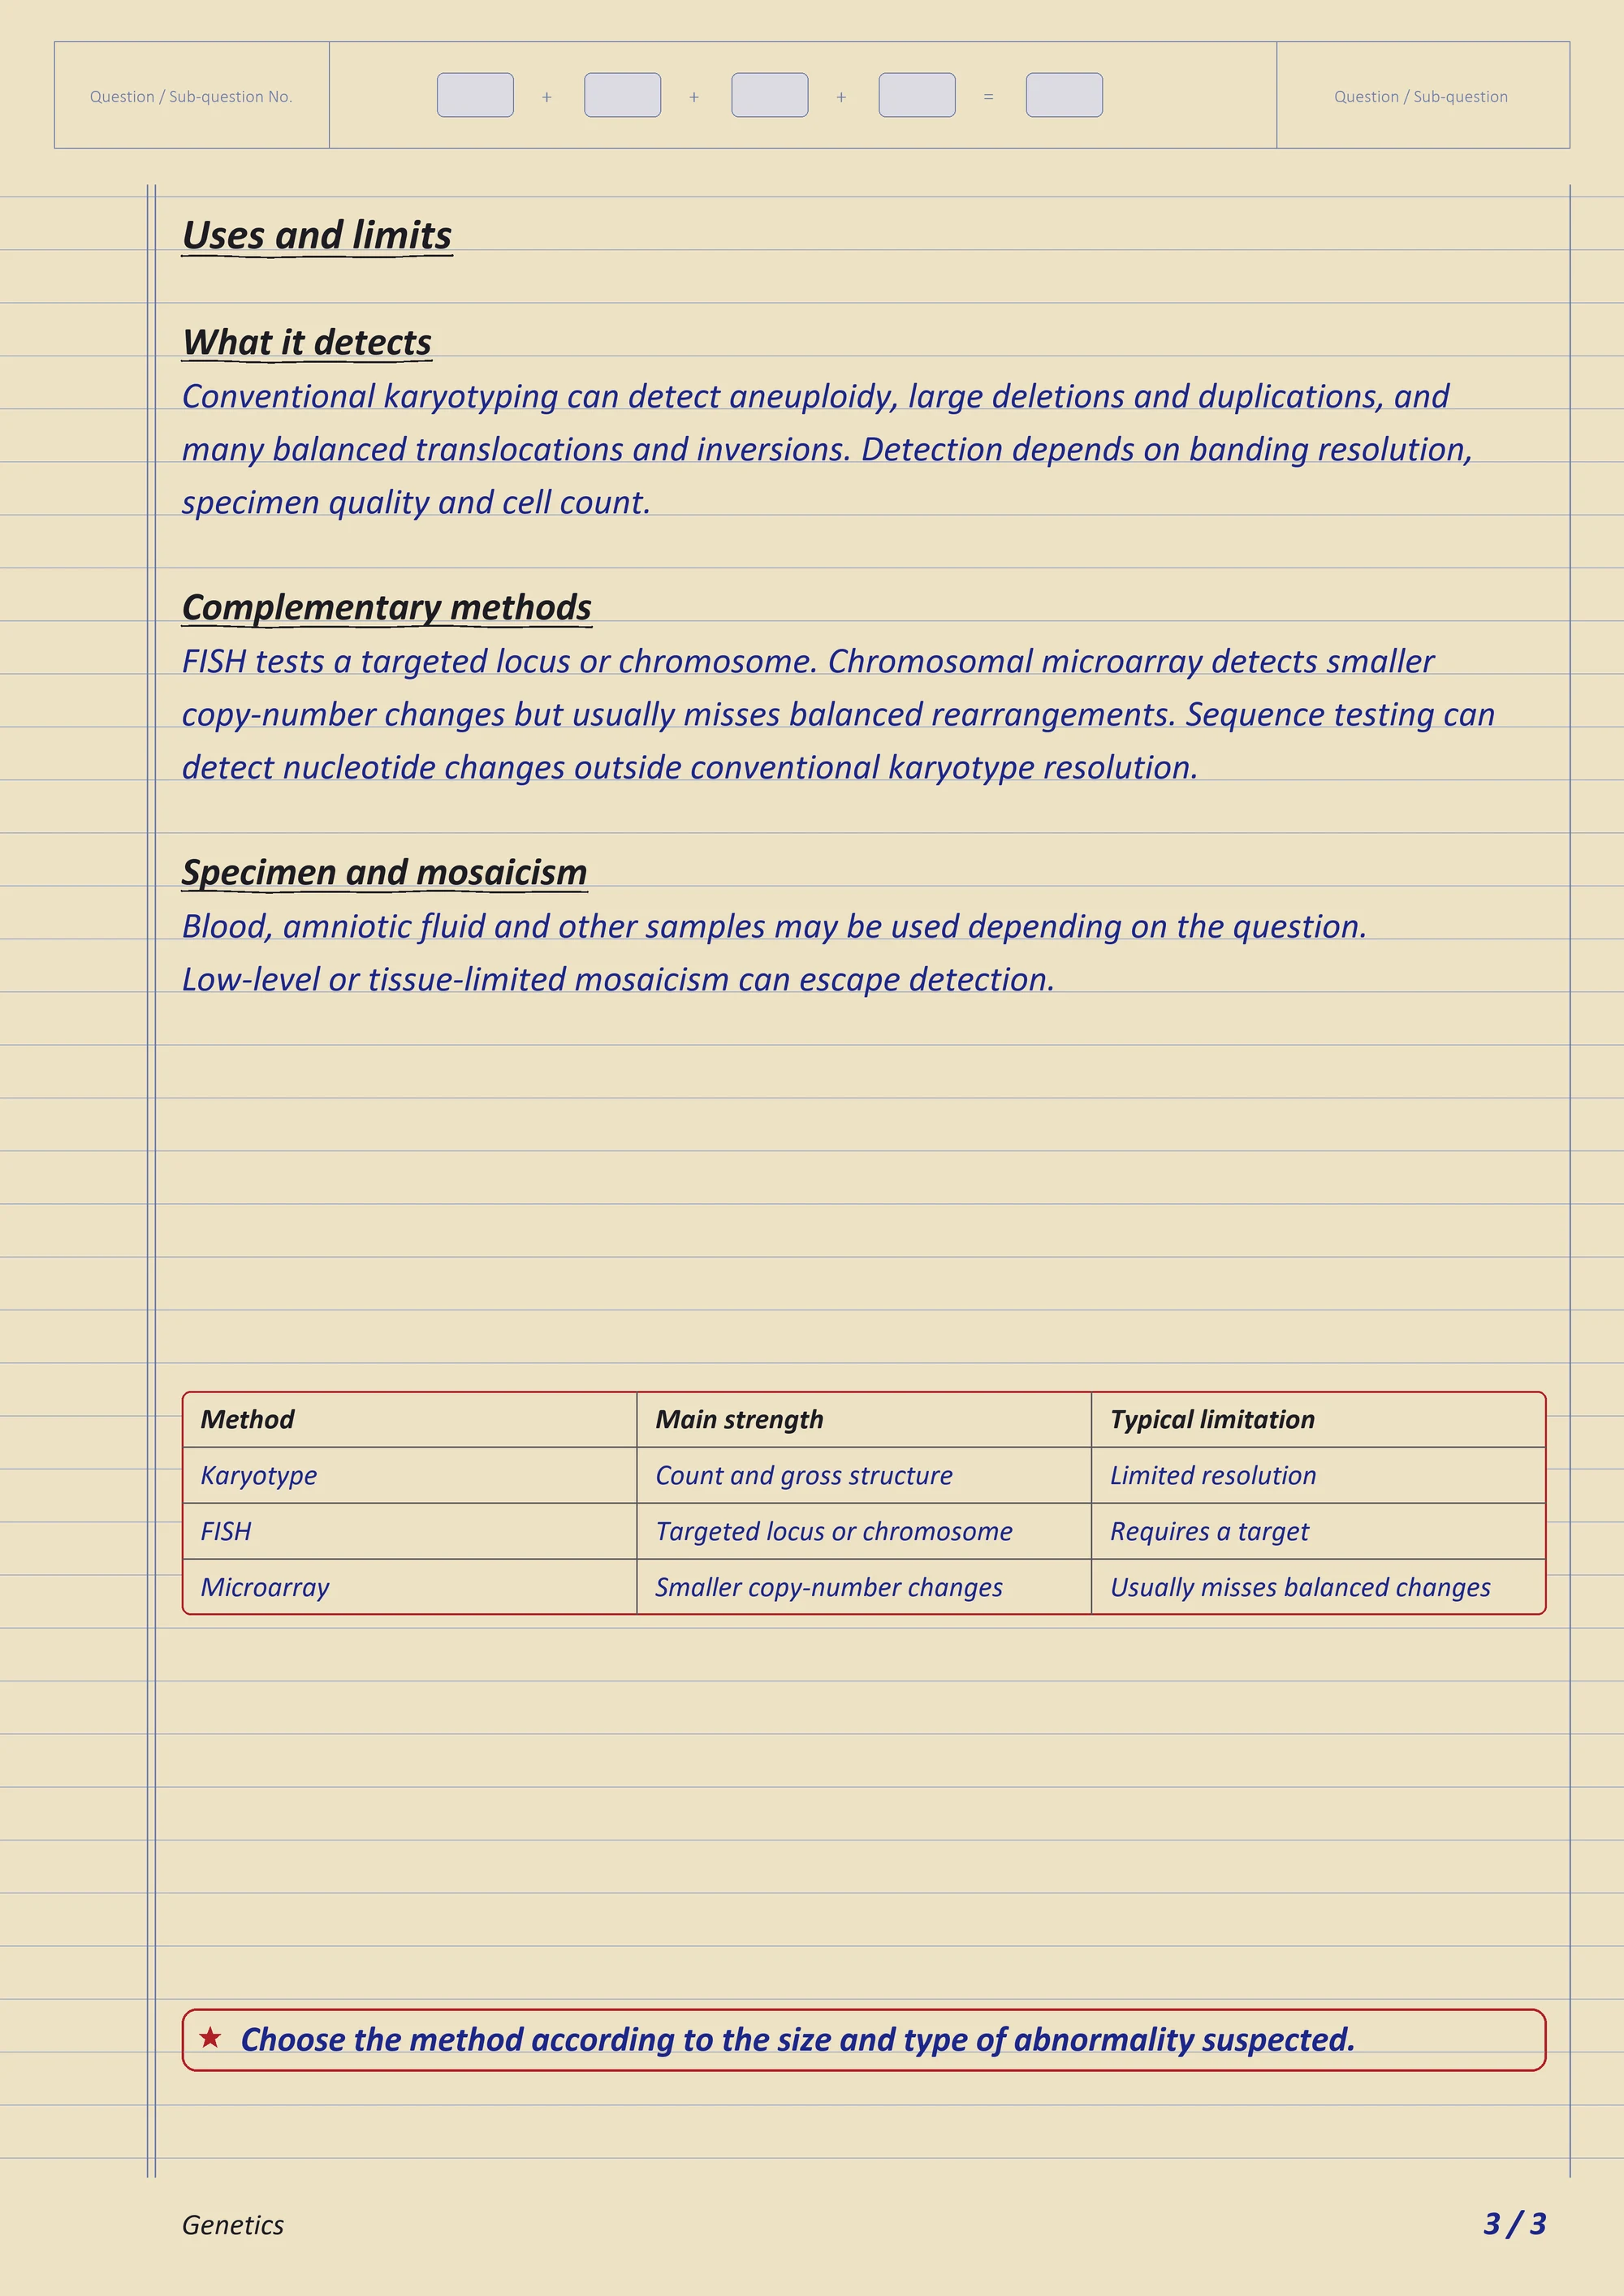 Question / Sub-question No.
+ + + =
Question / Sub-question
Uses and limits
What it detects
Conventional karyotyping can detect aneuploidy, large deletions and duplications, and
many balanced translocations and inversions. Detection depends on banding resolution,
specimen quality and cell count.
Complementary methods
FISH tests a targeted locus or chromosome. Chromosomal microarray detects smaller
copy-number changes but usually misses balanced rearrangements. Sequence testing can
detect nucleotide changes outside conventional karyotype resolution.
Specimen and mosaicism
Blood, amniotic fluid and other samples may be used depending on the question.
Low-level or tissue-limited mosaicism can escape detection.
Method Main strength Typical limitation
Karyotype Count and gross structure Limited resolution
FISH Targeted locus or chromosome Requires a target
Microarray Smaller copy-number changes Usually misses balanced changes
★ Choose the method according to the size and type of abnormality suspected.
Genetics 3 / 3